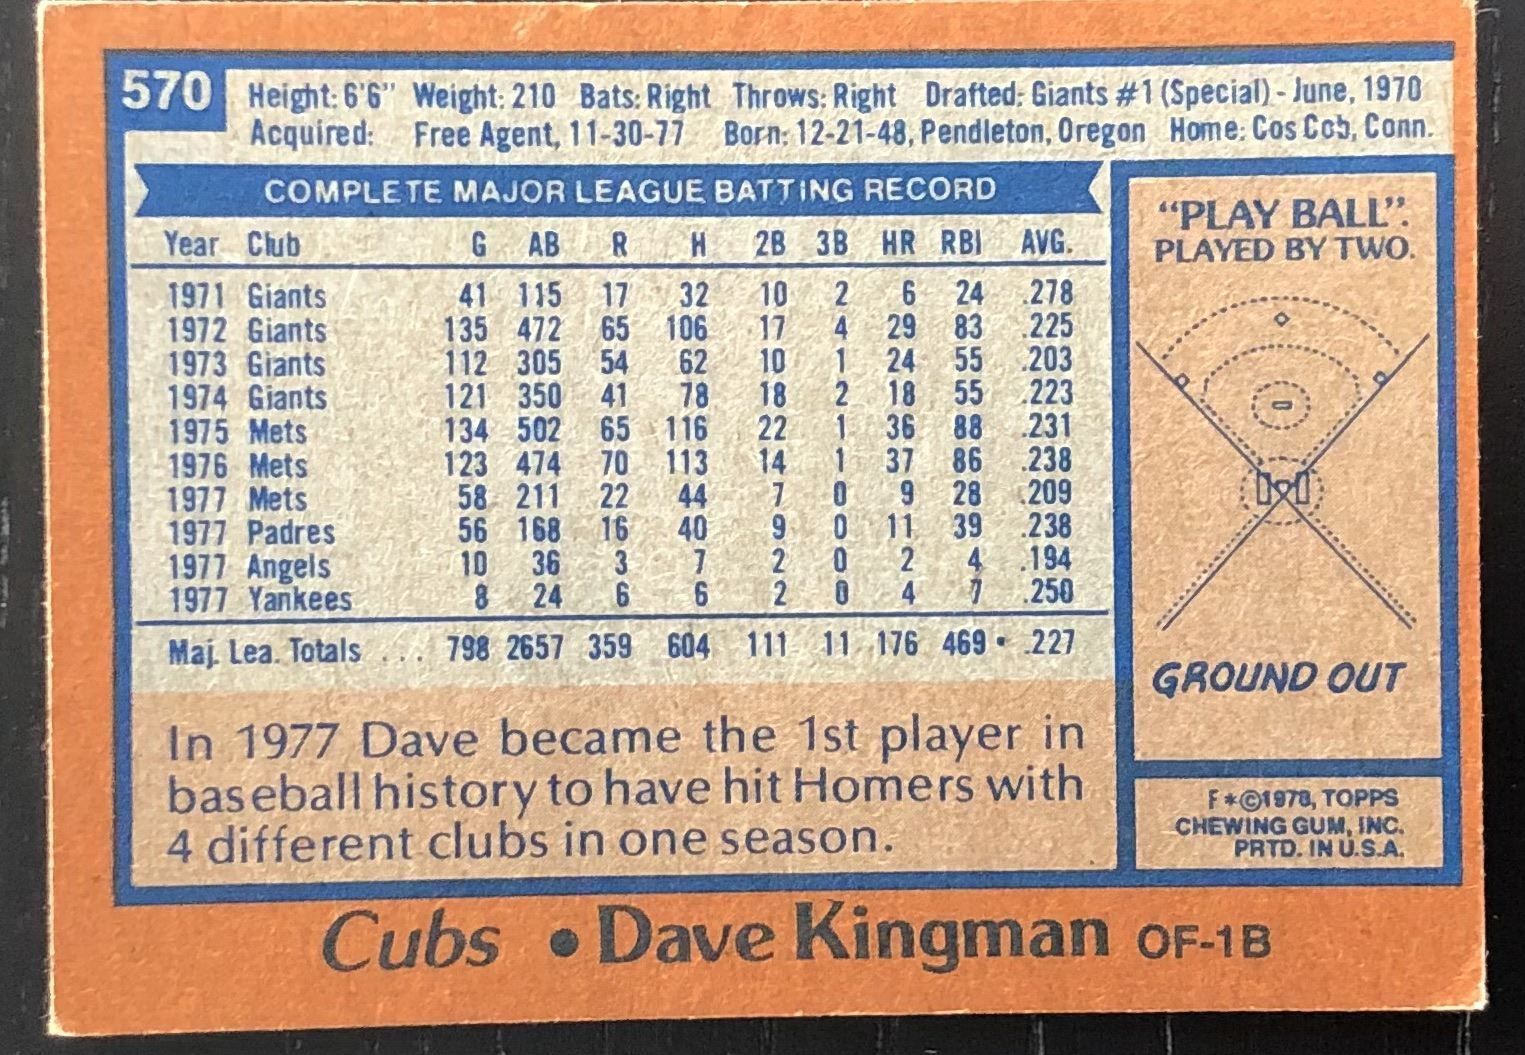 570
Height: 6'6" Weight: 210 Bats: Right Throws: Right Drafted: Giants #1 (Special) - June, 1970
Acquired: Free Agent, 11-30-77 Born: 12-21-48, Pendleton, Oregon Home: Cos Cob, Conn.
COMPLETE MAJOR LEAGUE BATTING RECORD
Year Club G AB R H 2B 3B HR RBI AVG.
1971 Giants 41 115 17 32 10 2 6 24 .278
1972 Giants 135 472 65 106 17 4 29 83 .225
1973 Giants 112 305 54 62 10 1 24 55 .203
1974 Giants 121 350 41 78 18 2 18 55 .223
1975 Mets 134 502 65 116 22 1 36 88 .231
1976 Mets 123 474 70 113 14 1 37 86 .238
1977 Mets 58 211 22 44 7 0 9 28 .209
1977 Padres 56 168 16 40 9 0 11 39 .238
1977 Angels 10 36 3 7 2 0 2 4 .194
1977 Yankees 8 24 6 6 2 0 4 7 .250
Maj. Lea. Totals ... 798 2657 359 604 111 11 176 469 .227
In 1977 Dave became the 1st player in
baseball history to have hit Homers with
4 different clubs in one season.
"PLAY BALL".
PLAYED BY TWO.
GROUND OUT
F*©1978, TOPPS
CHEWING GUM, INC.
PRTD. IN U.S.A.
Cubs • Dave Kingman OF-1B